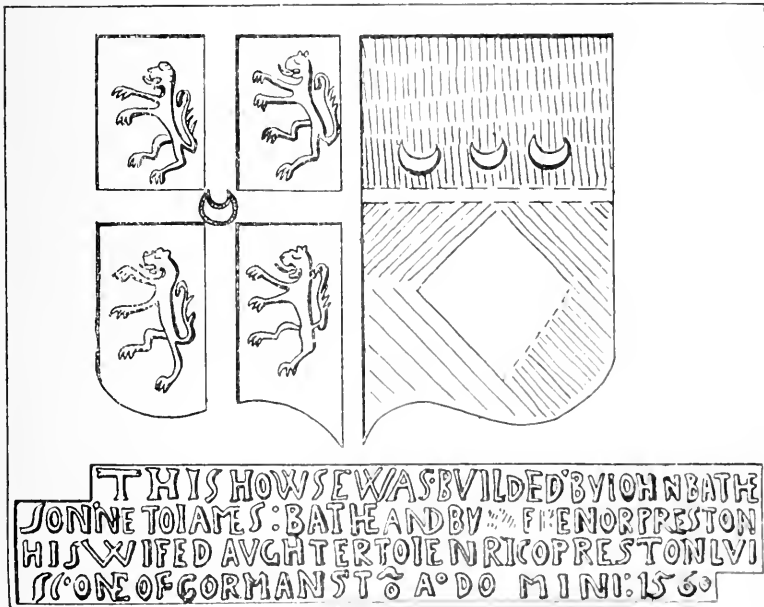 THIS HOWSE WAS BVILDED BY IOHN BATHE
SONNE TO IAMES : BATHE AND BY ELENOR PRESTON
HIS WIFE DAVGHTER TO IENRICO PRESTON LVI
OF GORMANSTO Aº DO MINI : 1560